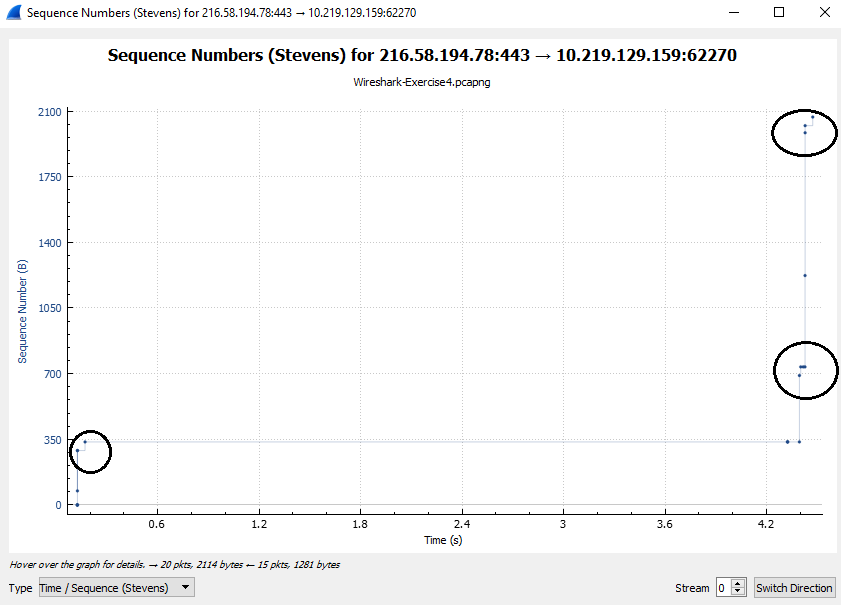 Sequence Numbers (Stevens) for 216.58.194.78:443 → 10.219.129.159:62270
Sequence Numbers (Stevens) for 216.58.194.78:443 → 10.219.129.159:62270
Wireshark-Exercise4.pcapng
2100
1750
1400
1050
700
350
0
Sequence Number (B)
0.6 1.2 1.8 2.4 3 3.6 4.2
Time (s)
Hover over the graph for details. → 20 pkts, 2114 bytes ← 15 pkts, 1281 bytes
Type Time / Sequence (Stevens) Stream 0 Switch Direction